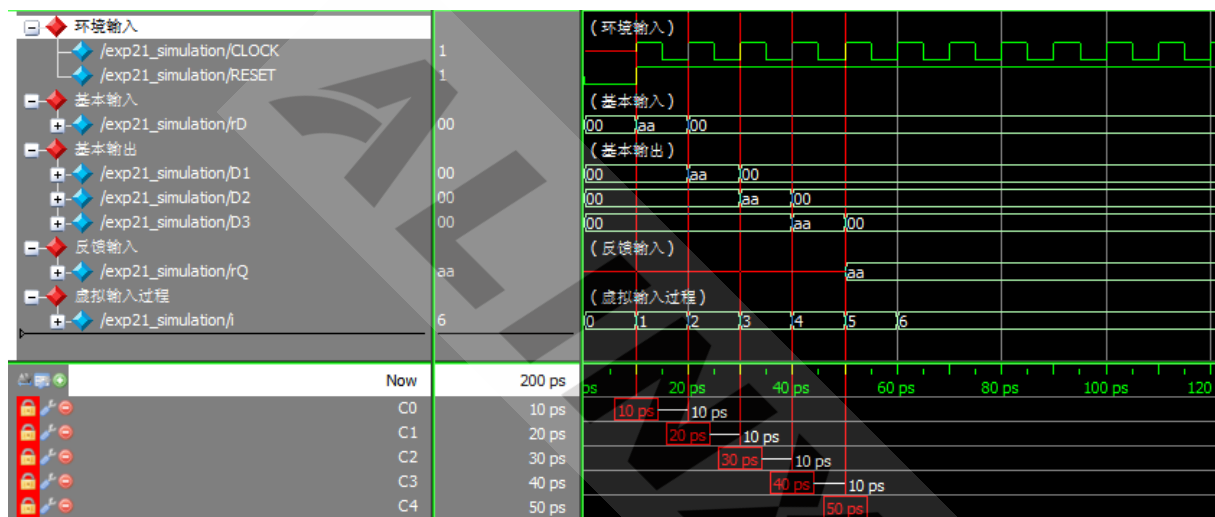 环境输入 (环境输入)
/exp21_simulation/CLOCK 1
/exp21_simulation/RESET 1
基本输入 (基本输入)
/exp21_simulation/rD 00 00 aa 00
基本输出 (基本输出)
/exp21_simulation/D1 00 00 aa 00
/exp21_simulation/D2 00 00 aa 00
/exp21_simulation/D3 00 00 aa 00
反馈输入 (反馈输入)
/exp21_simulation/rQ aa aa
虚拟输入过程 (虚拟输入过程)
/exp21_simulation/i 6 0 1 2 3 4 5 6
Now 200 ps ps 20 ps 40 ps 60 ps 80 ps 100 ps 120
C0 10 ps 10 ps 10 ps
C1 20 ps 20 ps 10 ps
C2 30 ps 30 ps 10 ps
C3 40 ps 40 ps 10 ps
C4 50 ps 50 ps